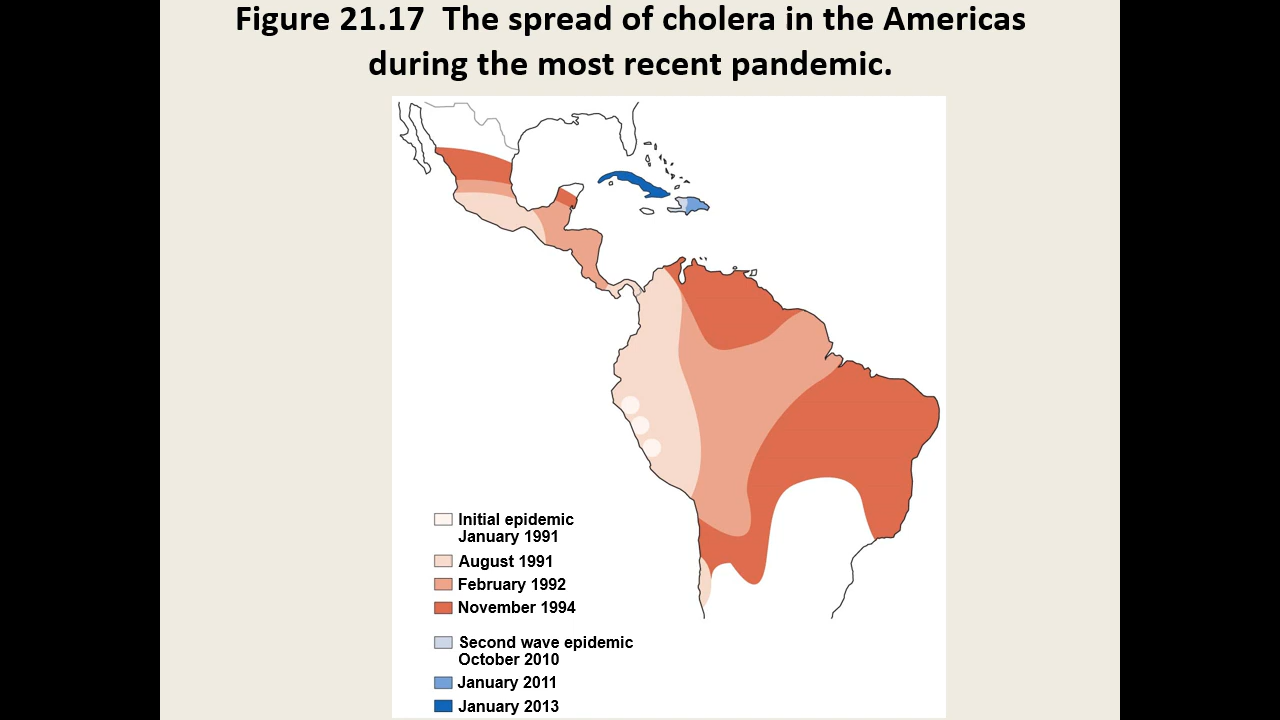 Figure 21.17  The spread of cholera in the Americas
during the most recent pandemic.
Initial epidemic
January 1991
August 1991
February 1992
November 1994
Second wave epidemic
October 2010
January 2011
January 2013